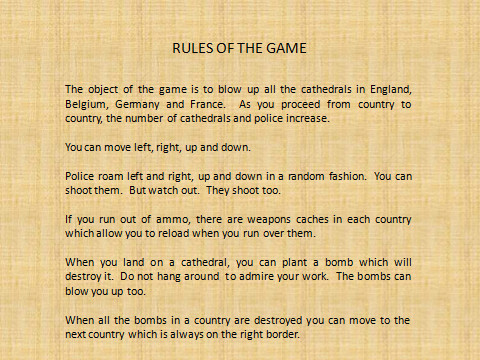 RULES OF THE GAME
The object of the game is to blow up all the cathedrals in England,
Belgium, Germany and France. As you proceed from country to
country, the number of cathedrals and police increase.
You can move left, right, up and down.
Police roam left and right, up and down in a random fashion. You can
shoot them. But watch out. They shoot too.
If you run out of ammo, there are weapons caches in each country
which allow you to reload when you run over them.
When you land on a cathedral, you can plant a bomb which will
destroy it. Do not hang around to admire your work. The bombs can
blow you up too.
When all the bombs in a country are destroyed you can move to the
next country which is always on the right border.